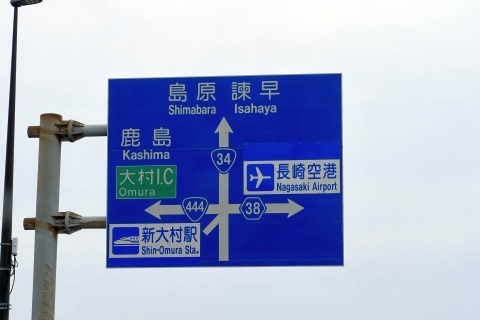 島原 諫早
Shimabara Isahaya
鹿島
Kashima
34
大村I.C
Omura
長崎空港
Nagasaki Airport
444
38
新大村駅
Shin-Omura Sta.